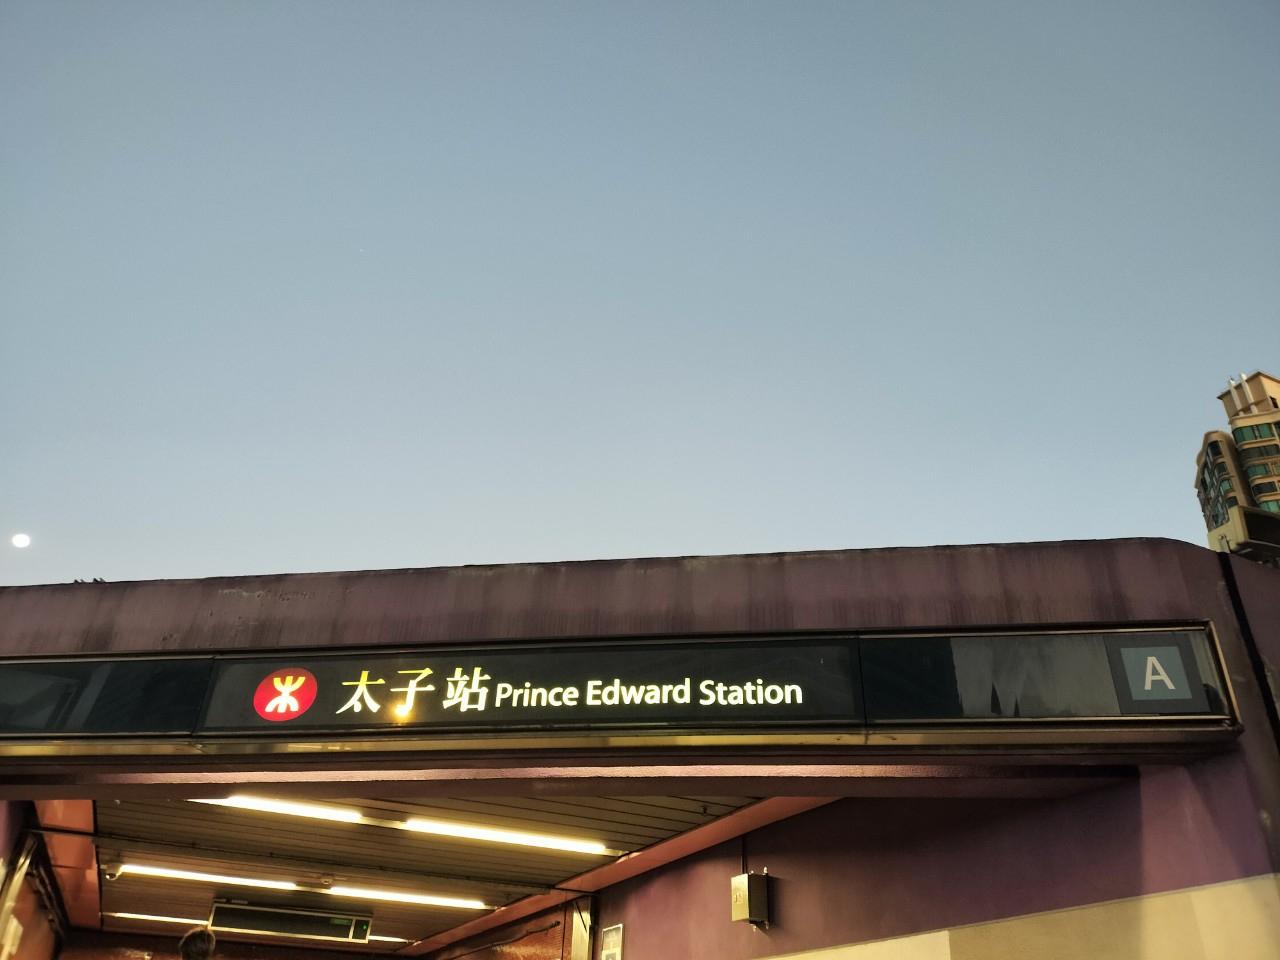 太子站 Prince Edward Station
A